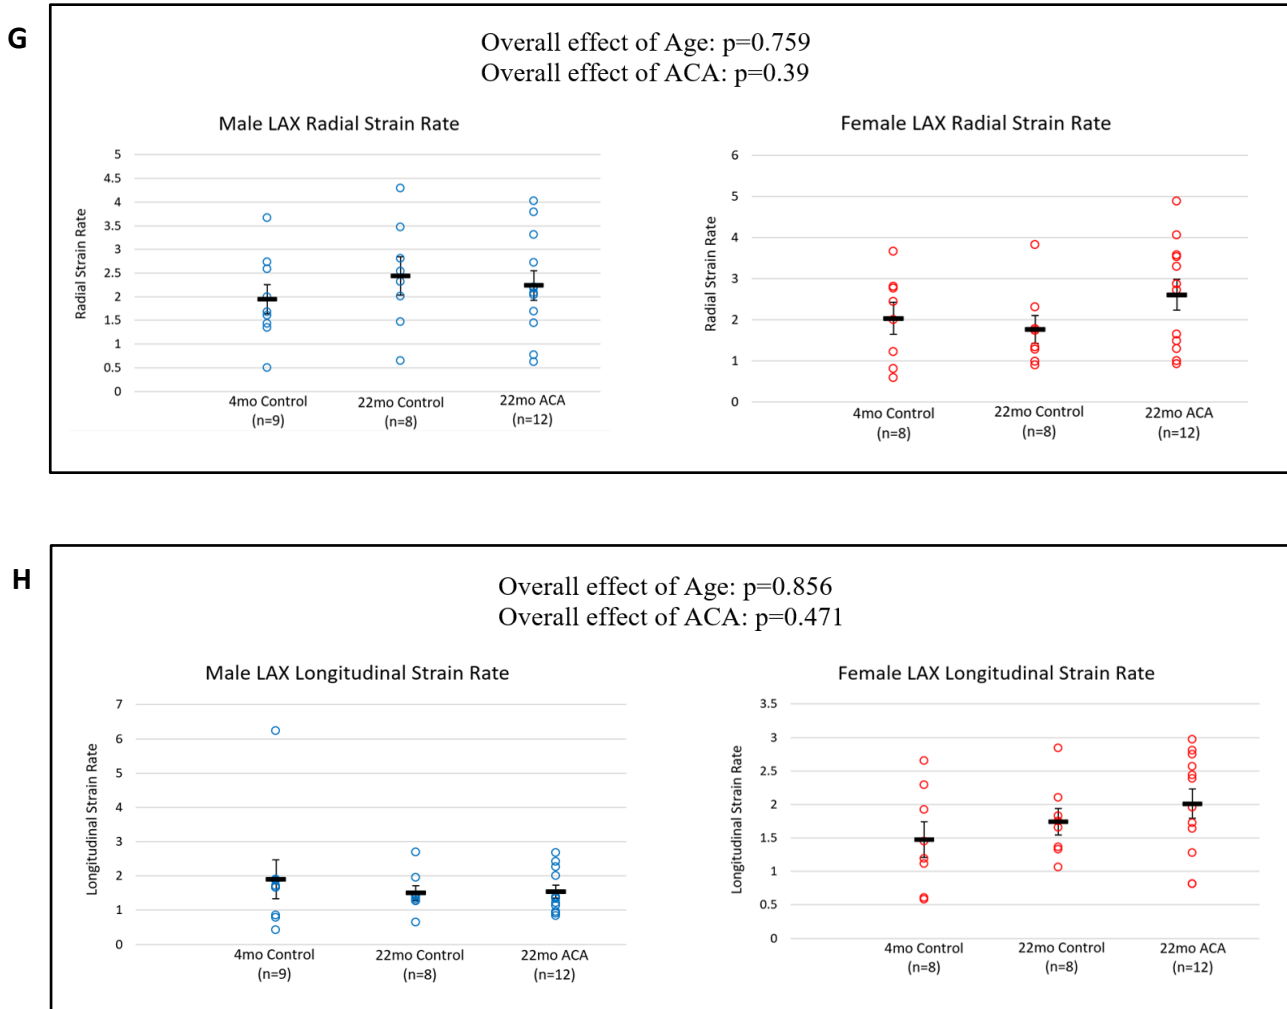 G
Overall effect of Age: p=0.759
Overall effect of ACA: p=0.39
Male LAX Radial Strain Rate
Radial Strain Rate
5
4.5
4
3.5
3
2.5
2
1.5
1
0.5
0
4mo Control
(n=9)
22mo Control
(n=8)
22mo ACA
(n=12)
Female LAX Radial Strain Rate
Radial Strain Rate
6
5
4
3
2
1
0
4mo Control
(n=8)
22mo Control
(n=8)
22mo ACA
(n=12)
H
Overall effect of Age: p=0.856
Overall effect of ACA: p=0.471
Male LAX Longitudinal Strain Rate
Longitudinal Strain Rate
7
6
5
4
3
2
1
0
4mo Control
(n=9)
22mo Control
(n=8)
22mo ACA
(n=12)
Female LAX Longitudinal Strain Rate
Longitudinal Strain Rate
3.5
3
2.5
2
1.5
1
0.5
0
4mo Control
(n=8)
22mo Control
(n=8)
22mo ACA
(n=12)